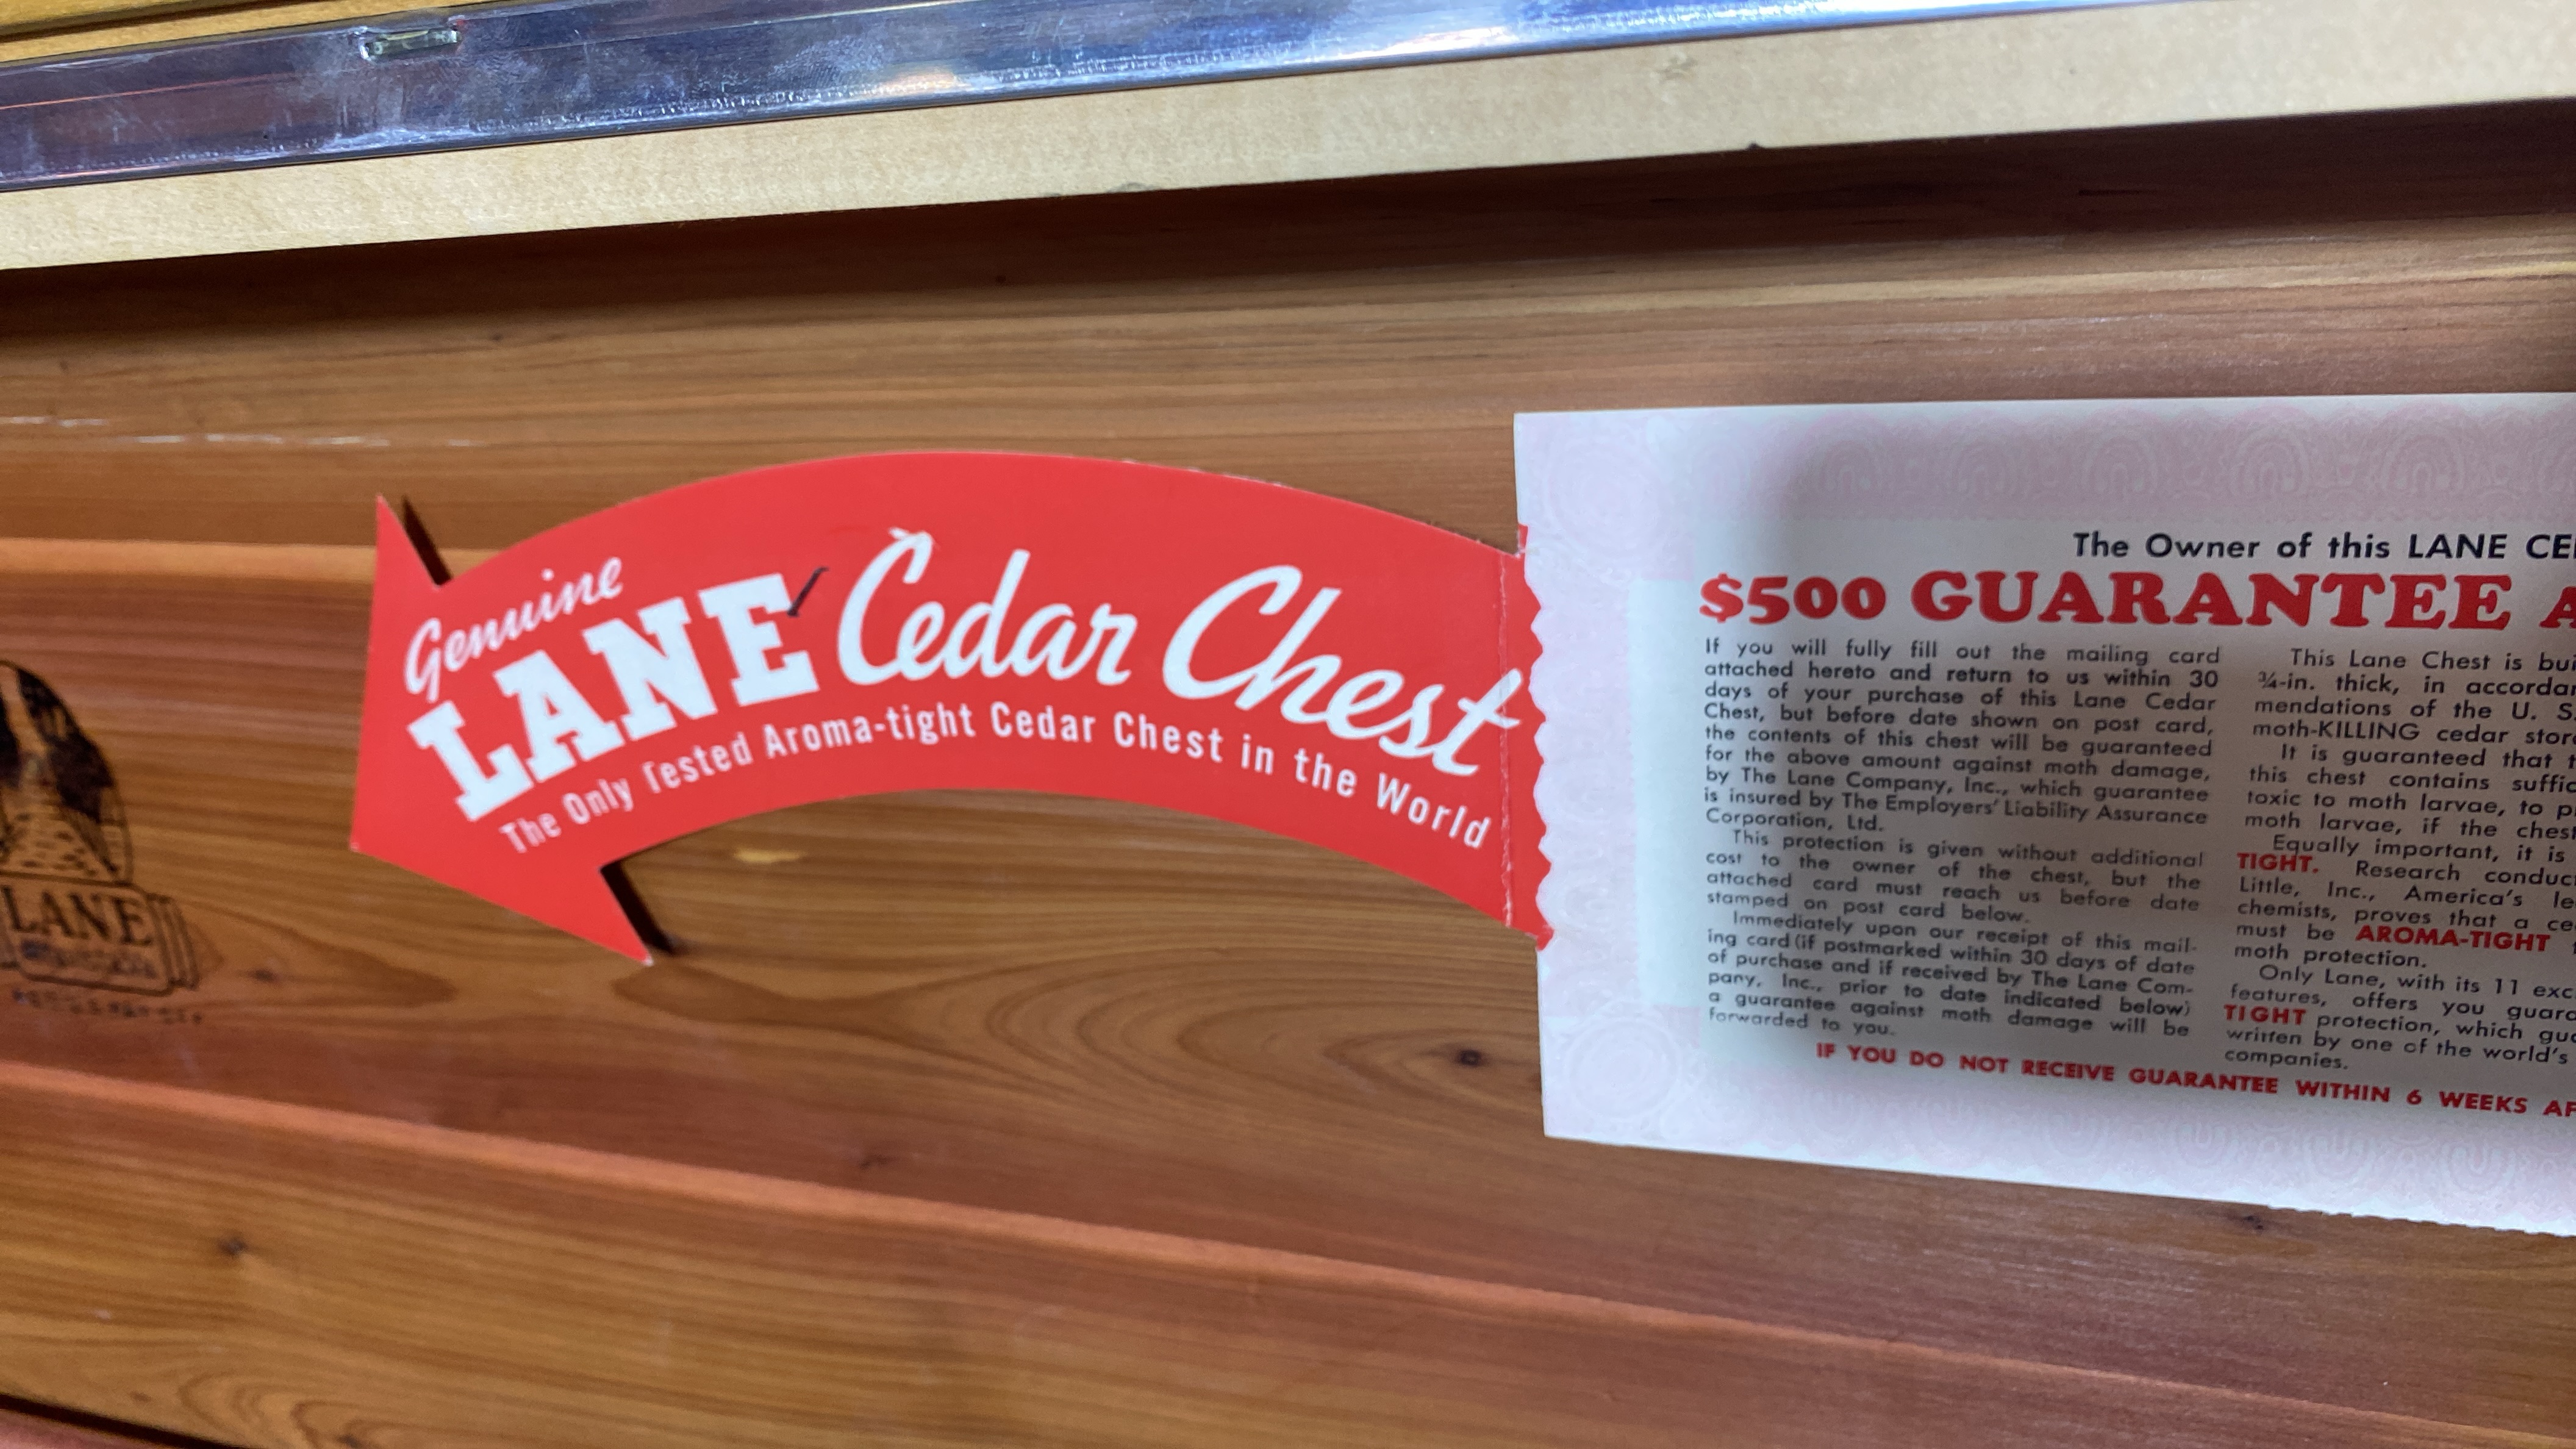 Genuine
LANE Cedar Chest
The Only Tested Aroma-tight Cedar Chest in the World
LANE
The Owner of this LANE CE
$500 GUARANTEE A
If you will fully fill out the mailing card
attached hereto and return to us within 30
days of your purchase of this Lane Cedar
Chest, but before date shown on post card,
the contents of this chest will be guaranteed
for the above amount against moth damage,
by The Lane Company, Inc., which guarantee
is insured by The Employers' Liability Assurance
Corporation, Ltd.
This protection is given without additional
cost to the owner of the chest, but the
attached card must reach us before date
stamped on post card below.
Immediately upon our receipt of this mail-
ing card (if postmarked within 30 days of date
of purchase and if received by The Lane Com-
pany, Inc., prior to date indicated below)
a guarantee against moth damage will be
forwarded to you.
This Lane Chest is bui
¾-in. thick, in accorda
mendations of the U. S.
moth-KILLING cedar stor
It is guaranteed that t
this chest contains suffic
toxic to moth larvae, to p
moth larvae, if the chest
Equally important, it is
TIGHT. Research conduc
Little, Inc., America's le
chemists, proves that a ce
must be AROMA-TIGHT
moth protection.
Only Lane, with its 11 exc
features, offers you guar
TIGHT protection, which gu
written by one of the world's
companies.
IF YOU DO NOT RECEIVE GUARANTEE WITHIN 6 WEEKS AF